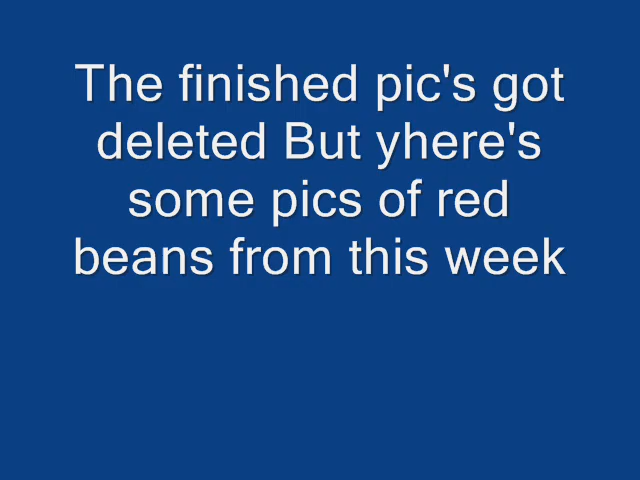 The finished pic's got
deleted But yhere's
some pics of red
beans from this week